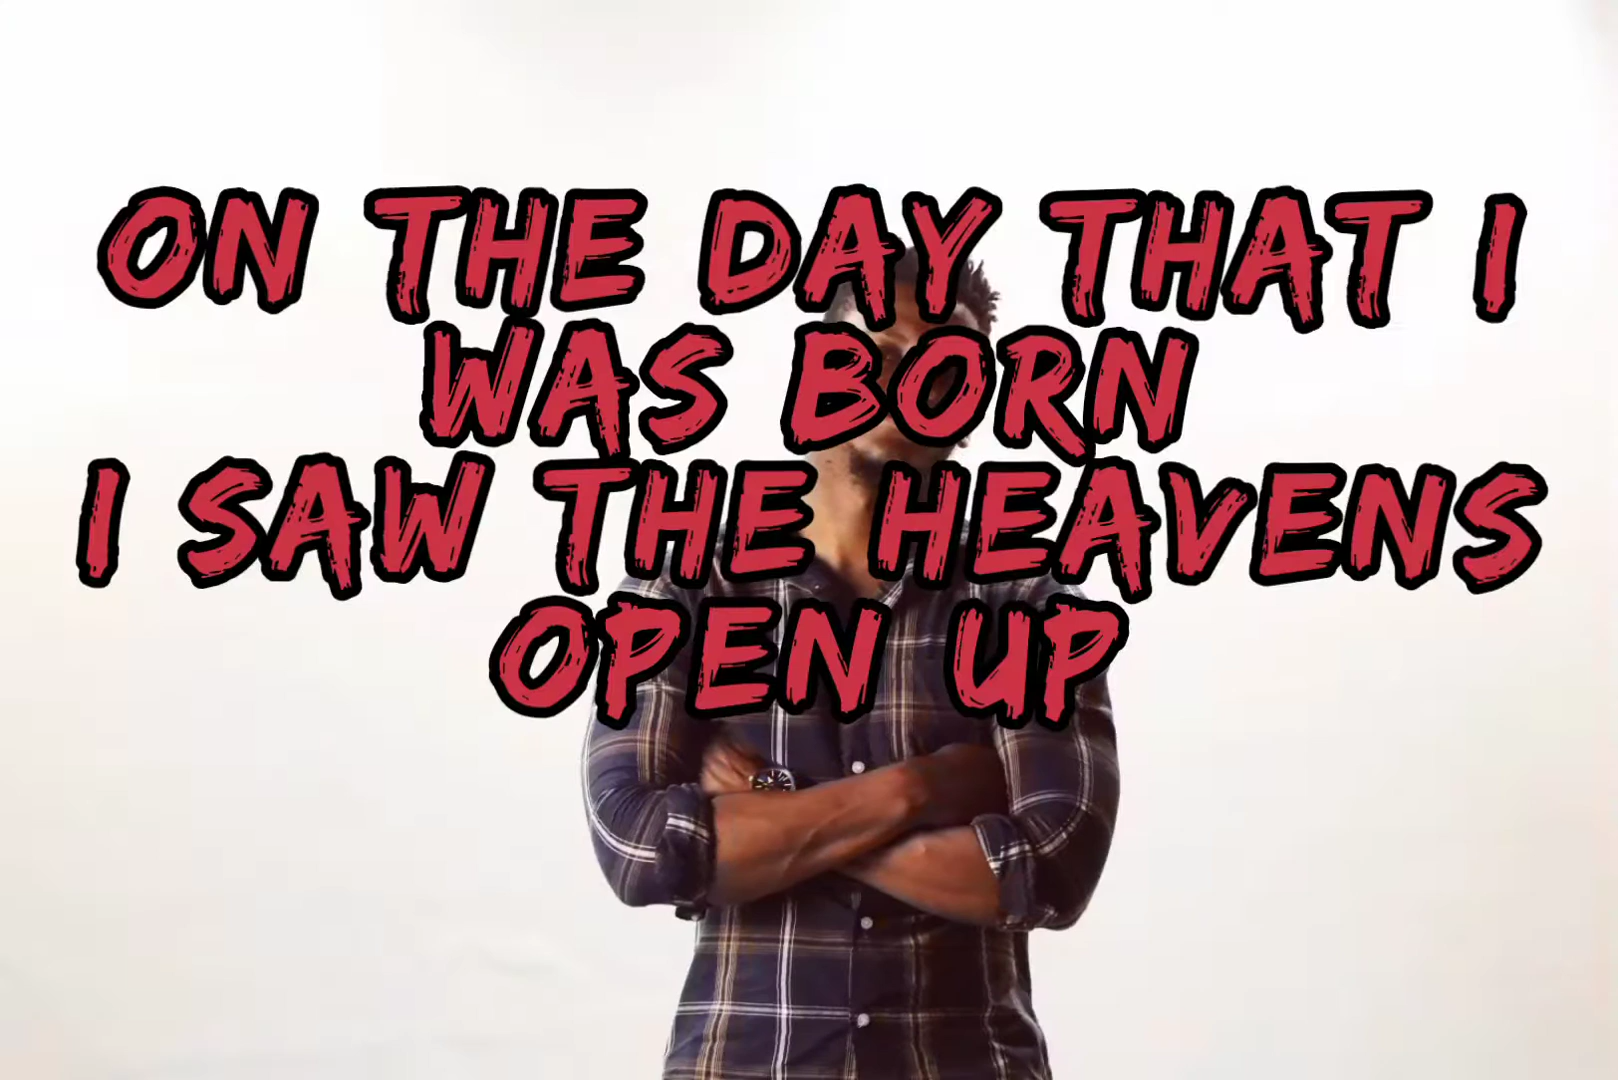 ON THE DAY THAT I
WAS BORN
I SAW THE HEAVENS
OPEN UP